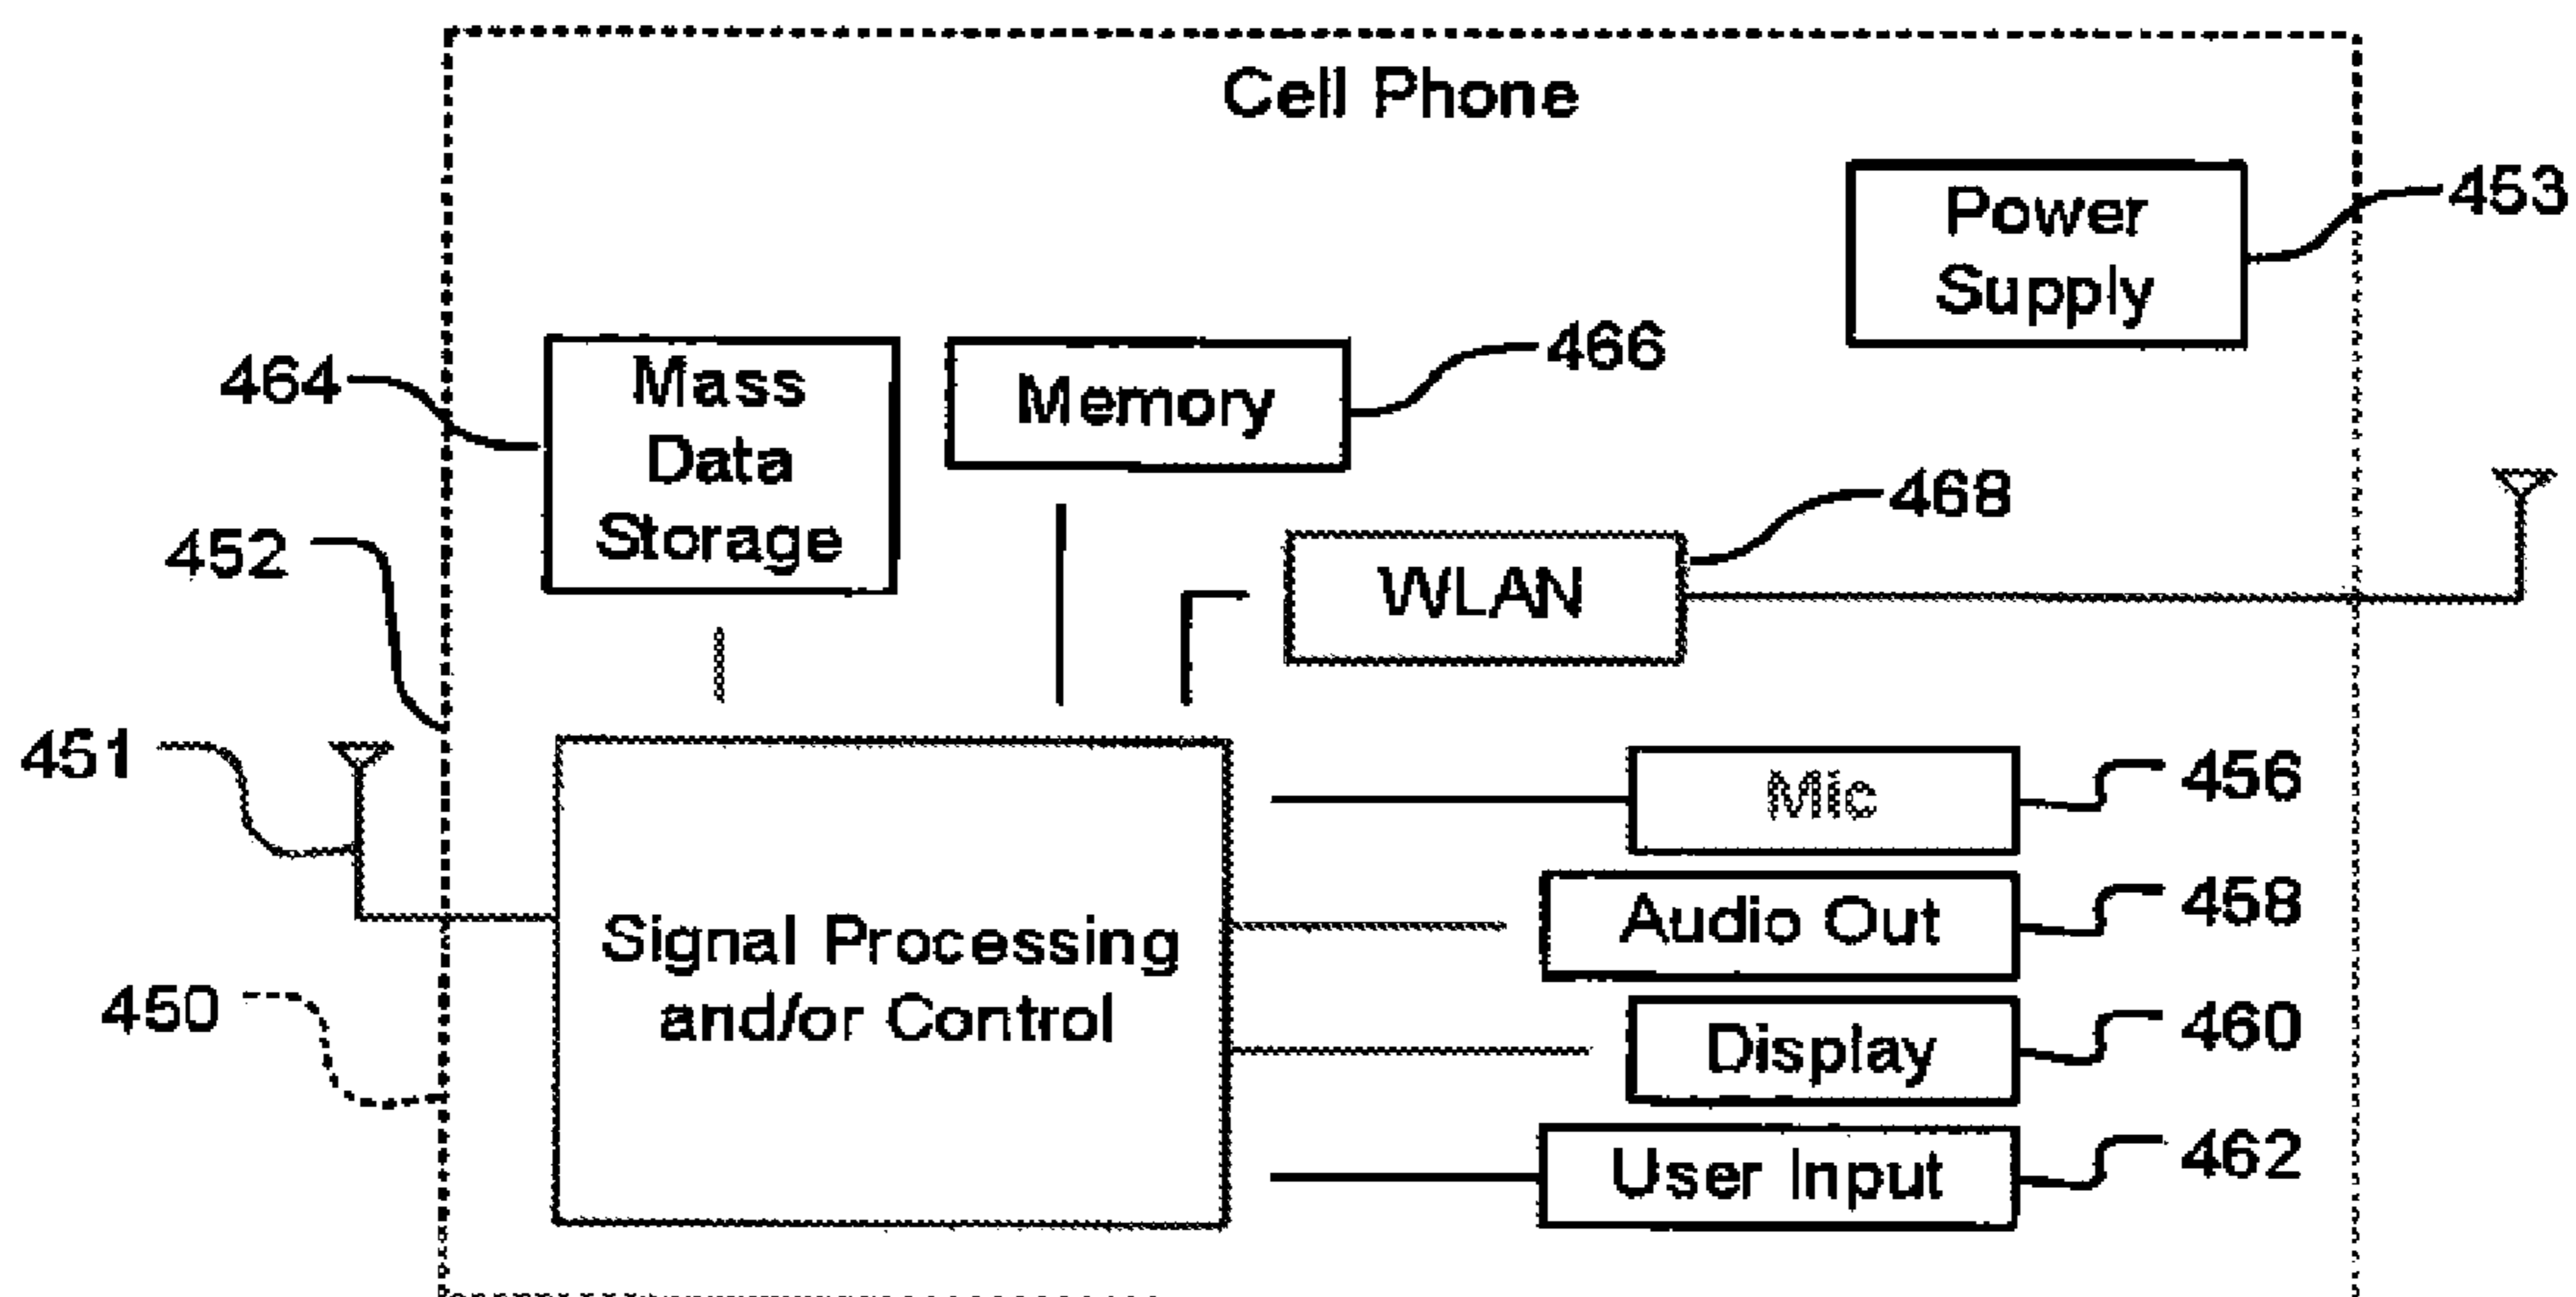 Cell Phone
Power
Supply
453
464
Mass
Data
Storage
Memory
466
452
WLAN
468
451
Mic
456
Audio Out
458
Signal Processing
and/or Control
450
Display
460
User Input
462